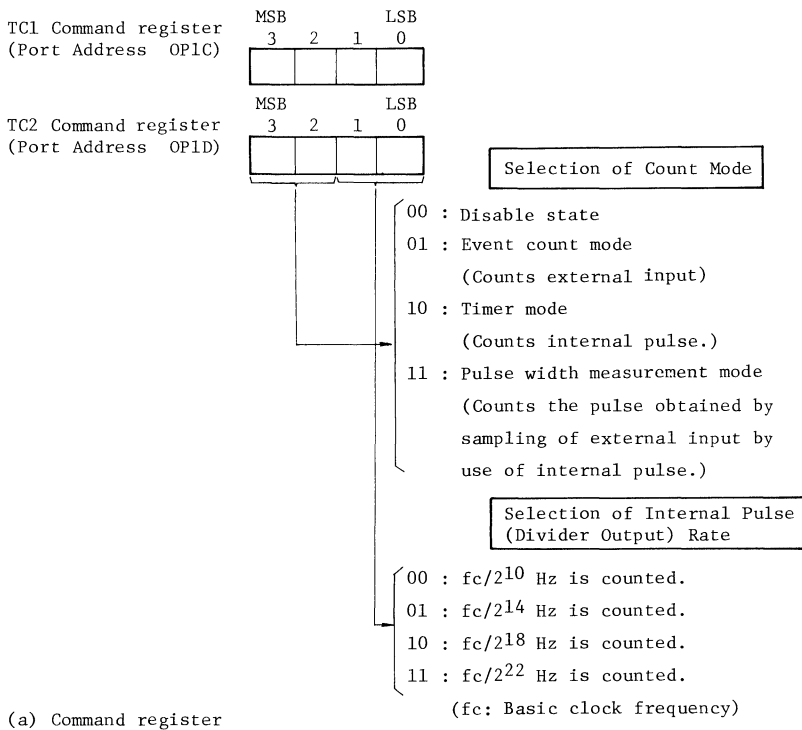 MSB LSB
TC1 Command register 3 2 1 0
(Port Address OP1C)
MSB LSB
TC2 Command register 3 2 1 0
(Port Address OP1D)
Selection of Count Mode
00 : Disable state
01 : Event count mode
(Counts external input)
10 : Timer mode
(Counts internal pulse.)
11 : Pulse width measurement mode
(Counts the pulse obtained by
sampling of external input by
use of internal pulse.)
Selection of Internal Pulse
(Divider Output) Rate
00 : fc/2^10 Hz is counted.
01 : fc/2^14 Hz is counted.
10 : fc/2^18 Hz is counted.
11 : fc/2^22 Hz is counted.
(fc: Basic clock frequency)
(a) Command register